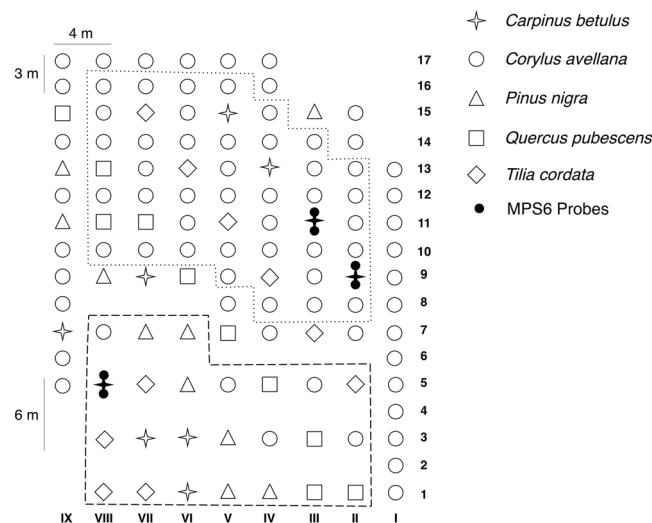 4 m
3 m
Carpinus betulus
Corylus avellana
Pinus nigra
Quercus pubescens
Tilia cordata
MPS6 Probes
17
16
15
14
13
12
11
10
9
8
7
6
5
4
3
2
1
6 m
IX VIII VII VI V IV III II I